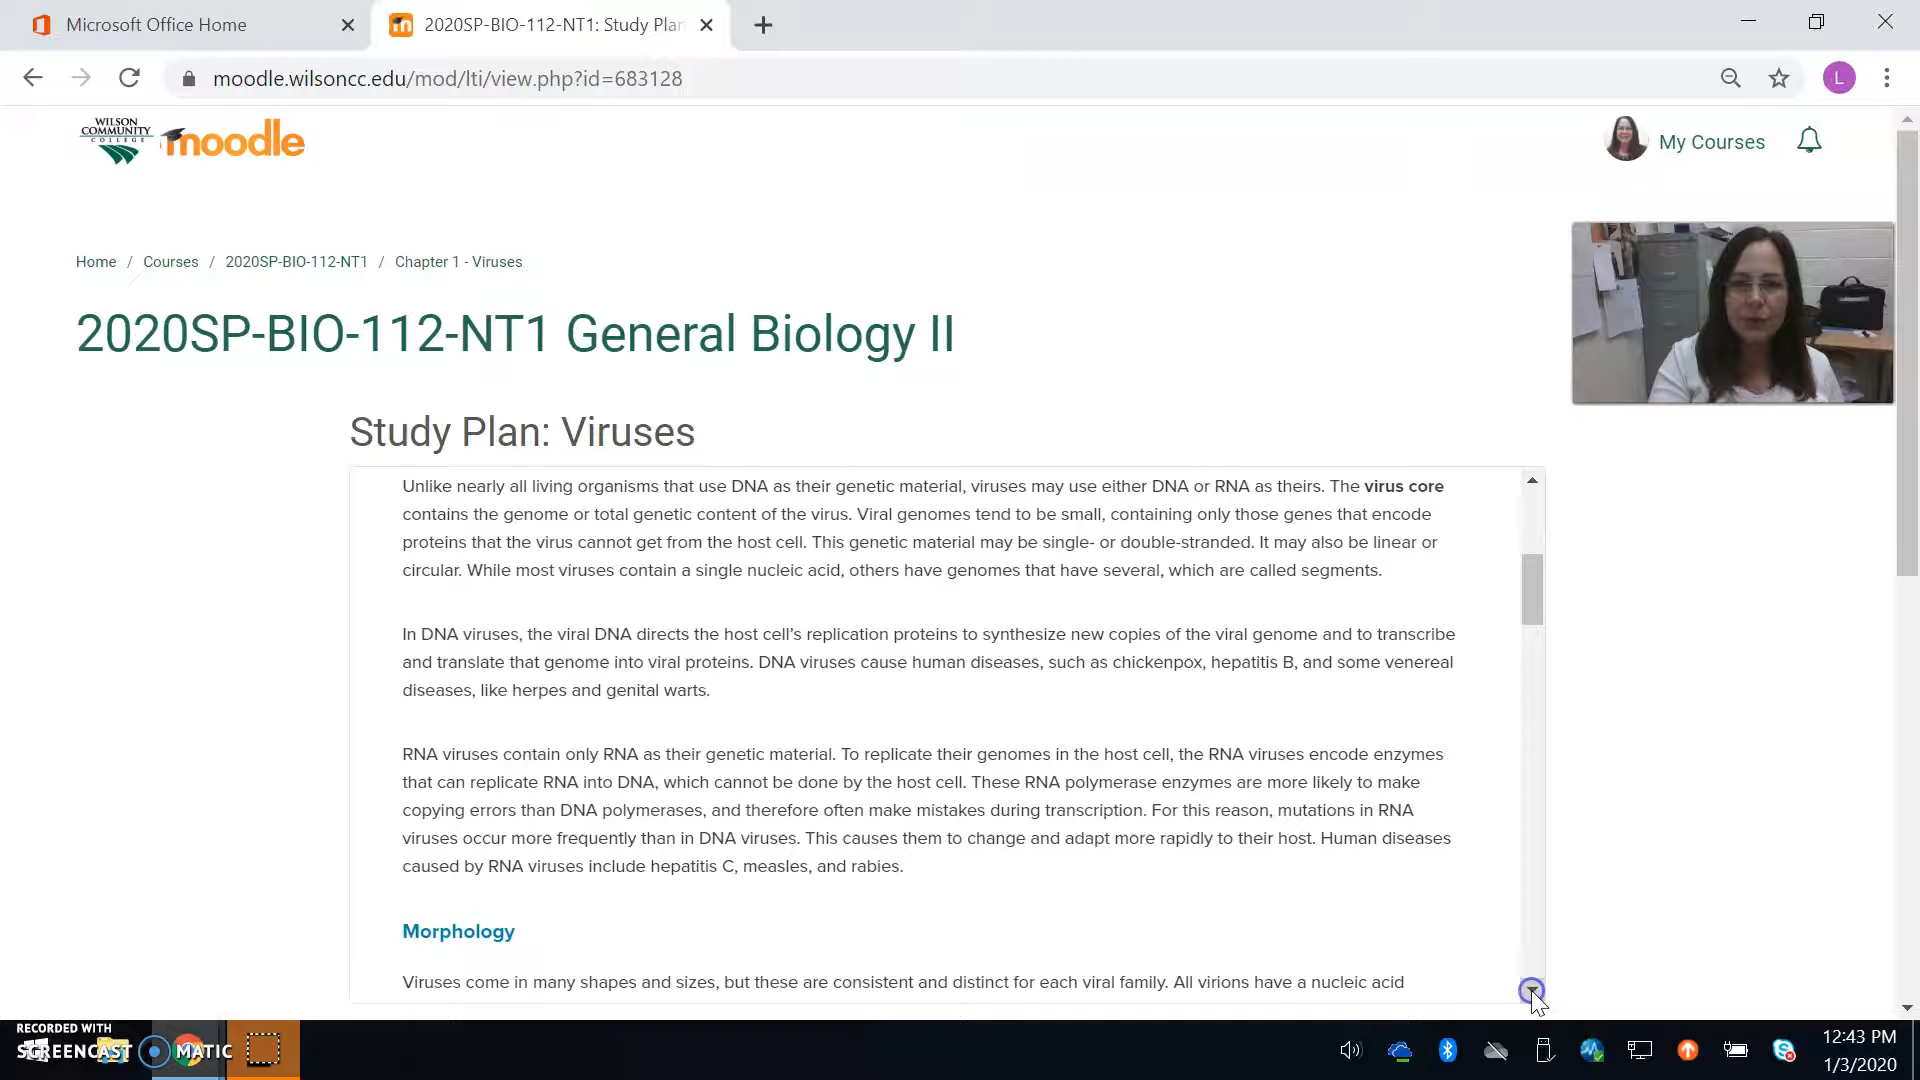 Microsoft Office Home
2020SP-BIO-112-NT1: Study Plan
moodle.wilsoncc.edu/mod/lti/view.php?id=683128
L
WILSON
COMMUNITY
COLLEGE
moodle
My Courses
Home / Courses / 2020SP-BIO-112-NT1 / Chapter 1 - Viruses
2020SP-BIO-112-NT1 General Biology II
Study Plan: Viruses
Unlike nearly all living organisms that use DNA as their genetic material, viruses may use either DNA or RNA as theirs. The virus core
contains the genome or total genetic content of the virus. Viral genomes tend to be small, containing only those genes that encode
proteins that the virus cannot get from the host cell. This genetic material may be single- or double-stranded. It may also be linear or
circular. While most viruses contain a single nucleic acid, others have genomes that have several, which are called segments.
In DNA viruses, the viral DNA directs the host cell’s replication proteins to synthesize new copies of the viral genome and to transcribe
and translate that genome into viral proteins. DNA viruses cause human diseases, such as chickenpox, hepatitis B, and some venereal
diseases, like herpes and genital warts.
RNA viruses contain only RNA as their genetic material. To replicate their genomes in the host cell, the RNA viruses encode enzymes
that can replicate RNA into DNA, which cannot be done by the host cell. These RNA polymerase enzymes are more likely to make
copying errors than DNA polymerases, and therefore often make mistakes during transcription. For this reason, mutations in RNA
viruses occur more frequently than in DNA viruses. This causes them to change and adapt more rapidly to their host. Human diseases
caused by RNA viruses include hepatitis C, measles, and rabies.
Morphology
Viruses come in many shapes and sizes, but these are consistent and distinct for each viral family. All virions have a nucleic acid
RECORDED WITH
SCREENCAST MATIC
12:43 PM
1/3/2020